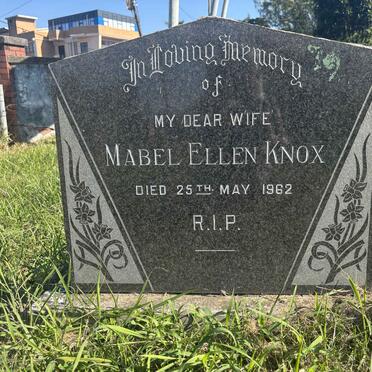 In Loving Memory
of
MY DEAR WIFE
MABEL ELLEN KNOX
DIED 25TH. MAY 1962
R.I.P.